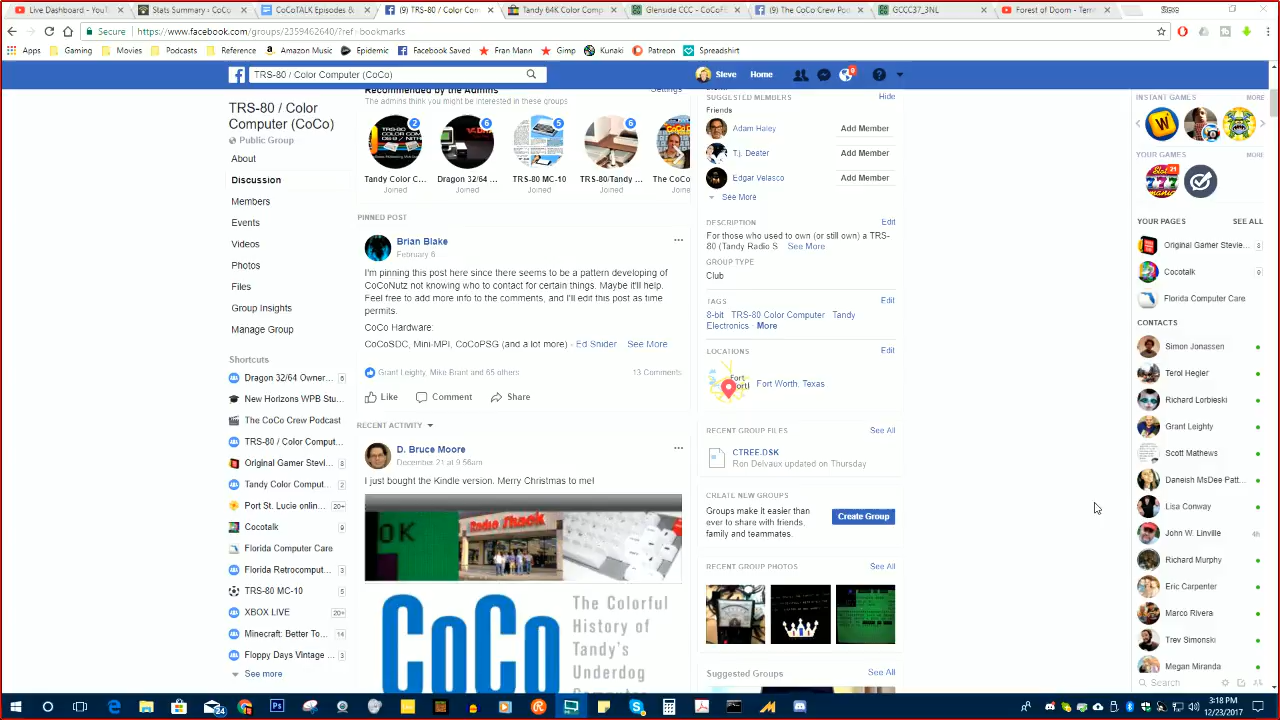 Live Dashboard - YouTu
Stats Summary ‹ CoCo
CoCoTALK Episodes &
(9) TRS-80 / Color Co
Tandy 64K Color Comp
Glenside CCC - CoCoFE
(9) The CoCo Crew Pod
GCCC37_3NL
Forest of Doom - Term
Steve
Secure
https://www.facebook.com/groups/2359462640/?ref=bookmarks
Apps
Gaming
Movies
Podcasts
Reference
Amazon Music
Epidemic
Facebook Saved
Fran Mann
Gimp
Kunaki
Patreon
Spreadshirt
TRS-80 / Color Computer (CoCo)
Steve
Home
8
TRS-80 / Color
Computer (CoCo)
Public Group
About
Discussion
Members
Events
Videos
Photos
Files
Group Insights
Manage Group
Shortcuts
Dragon 32/64 Owner... 6
New Horizons WPB Stu...
The CoCo Crew Podcast
TRS-80 / Color Comput...
Original Gamer Stevi... 8
Tandy Color Comput... 2
Port St. Lucie onlin... 20+
Cocotalk 9
Florida Computer Care
Florida Retrocomput...
TRS-80 MC-10 5
XBOX LIVE 20+
Minecraft: Better To... 14
Floppy Days Vintage ... 3
See more
Recommended by the Admins
Settings
The admins think you might be interested in these groups
2
6
5
6
Tandy Color C...
Joined
Dragon 32/64 ...
Joined
TRS-80 MC-10
Joined
TRS-80/Tandy ...
Joined
The CoCo
Joined
PINNED POST
Brian Blake
February 6
I'm pinning this post here since there seems to be a pattern developing of
CoCoNutz not knowing who to contact for certain things. Maybe it'll help.
Feel free to add more info to the comments, and I'll edit this post as time
permits.
CoCo Hardware:
CoCoSDC, Mini-MPI, CoCoPSG (and a lot more) - Ed Snider
See More
Grant Leighty, Mike Brant and 65 others
13 Comments
Like
Comment
Share
RECENT ACTIVITY
D. Bruce Moore
December 21 at 9:56am
I just bought the Kindle version. Merry Christmas to me!
OK
Radio Shack
CoCo
The Colorful
History of
Tandy's
Underdog
Computer
SUGGESTED MEMBERS
Hide
Friends
Adam Haley
Add Member
T.j. Deater
Add Member
Edgar Velasco
Add Member
See More
DESCRIPTION
Edit
For those who used to own (or still own) a TRS-
80 (Tandy Radio S
See More
GROUP TYPE
Club
TAGS
Edit
8-bit TRS-80 Color Computer Tandy
Electronics · More
LOCATIONS
Edit
Fort Worth, Texas
RECENT GROUP FILES
See All
CTREE.DSK
Ron Delvaux updated on Thursday
CREATE NEW GROUPS
Groups make it easier than
ever to share with friends,
family and teammates.
Create Group
RECENT GROUP PHOTOS
See All
Suggested Groups
See All
INSTANT GAMES
MORE
YOUR GAMES
MORE
YOUR PAGES
SEE ALL
Original Gamer Stevie... 8
Cocotalk
Florida Computer Care
CONTACTS
Simon Jonassen
Terol Hegler
Richard Lorbieski
Grant Leighty
Scott Mathews
Daneish MsDee Patt...
Lisa Conway
John W. Linville 4h
Richard Murphy
Eric Carpenter
Marco Rivera
Trev Simonski
Megan Miranda
Search
3:18 PM
12/23/2017